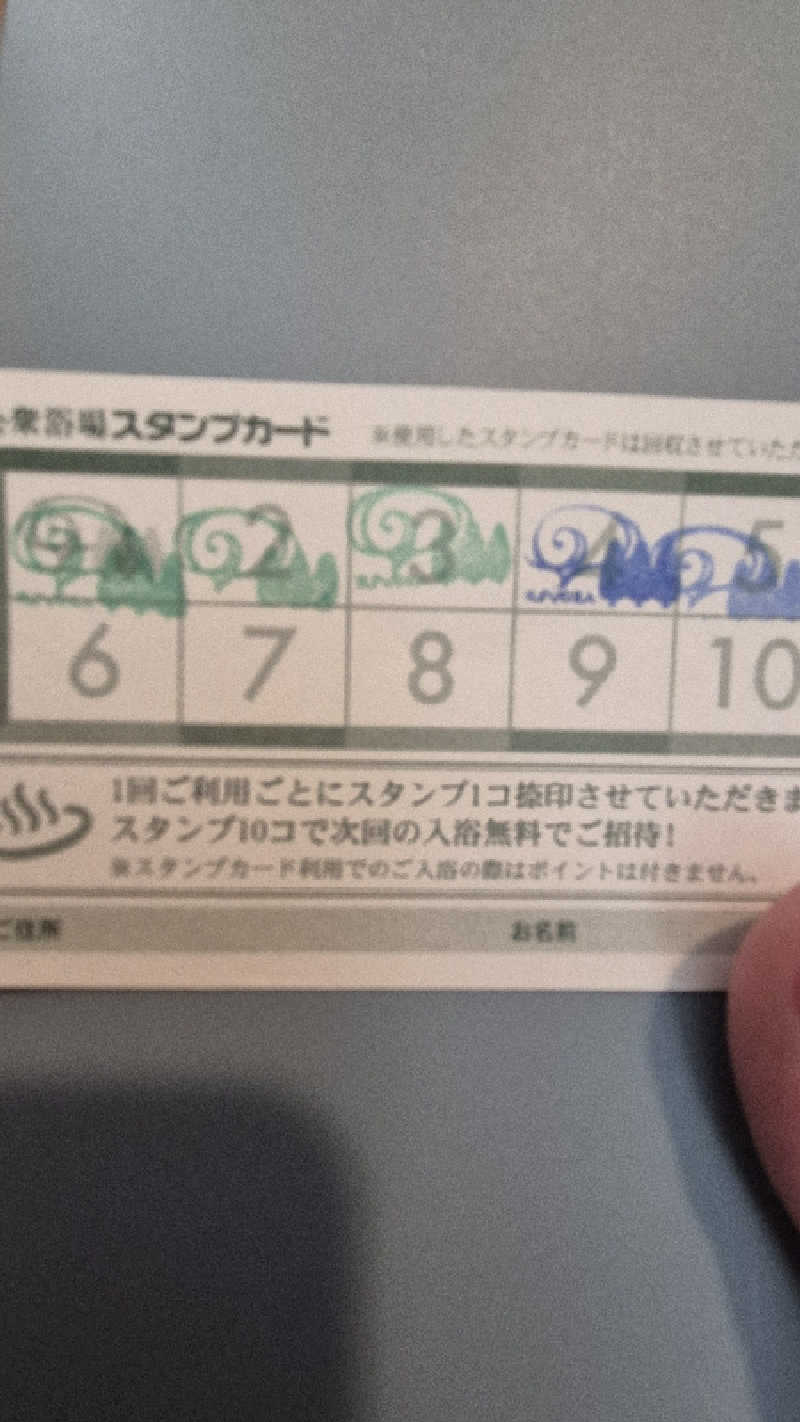 衆浴場スタンプカード ※使用したスタンプカードは回収させていただ
2 3 4 5
6 7 8 9 10
1回ご利用ごとにスタンプ1コ捺印させていただきま
スタンプ10コで次回の入浴無料でご招待!
※スタンプカード利用でのご入浴の際はポイントは付きません。
ご住所 お名前